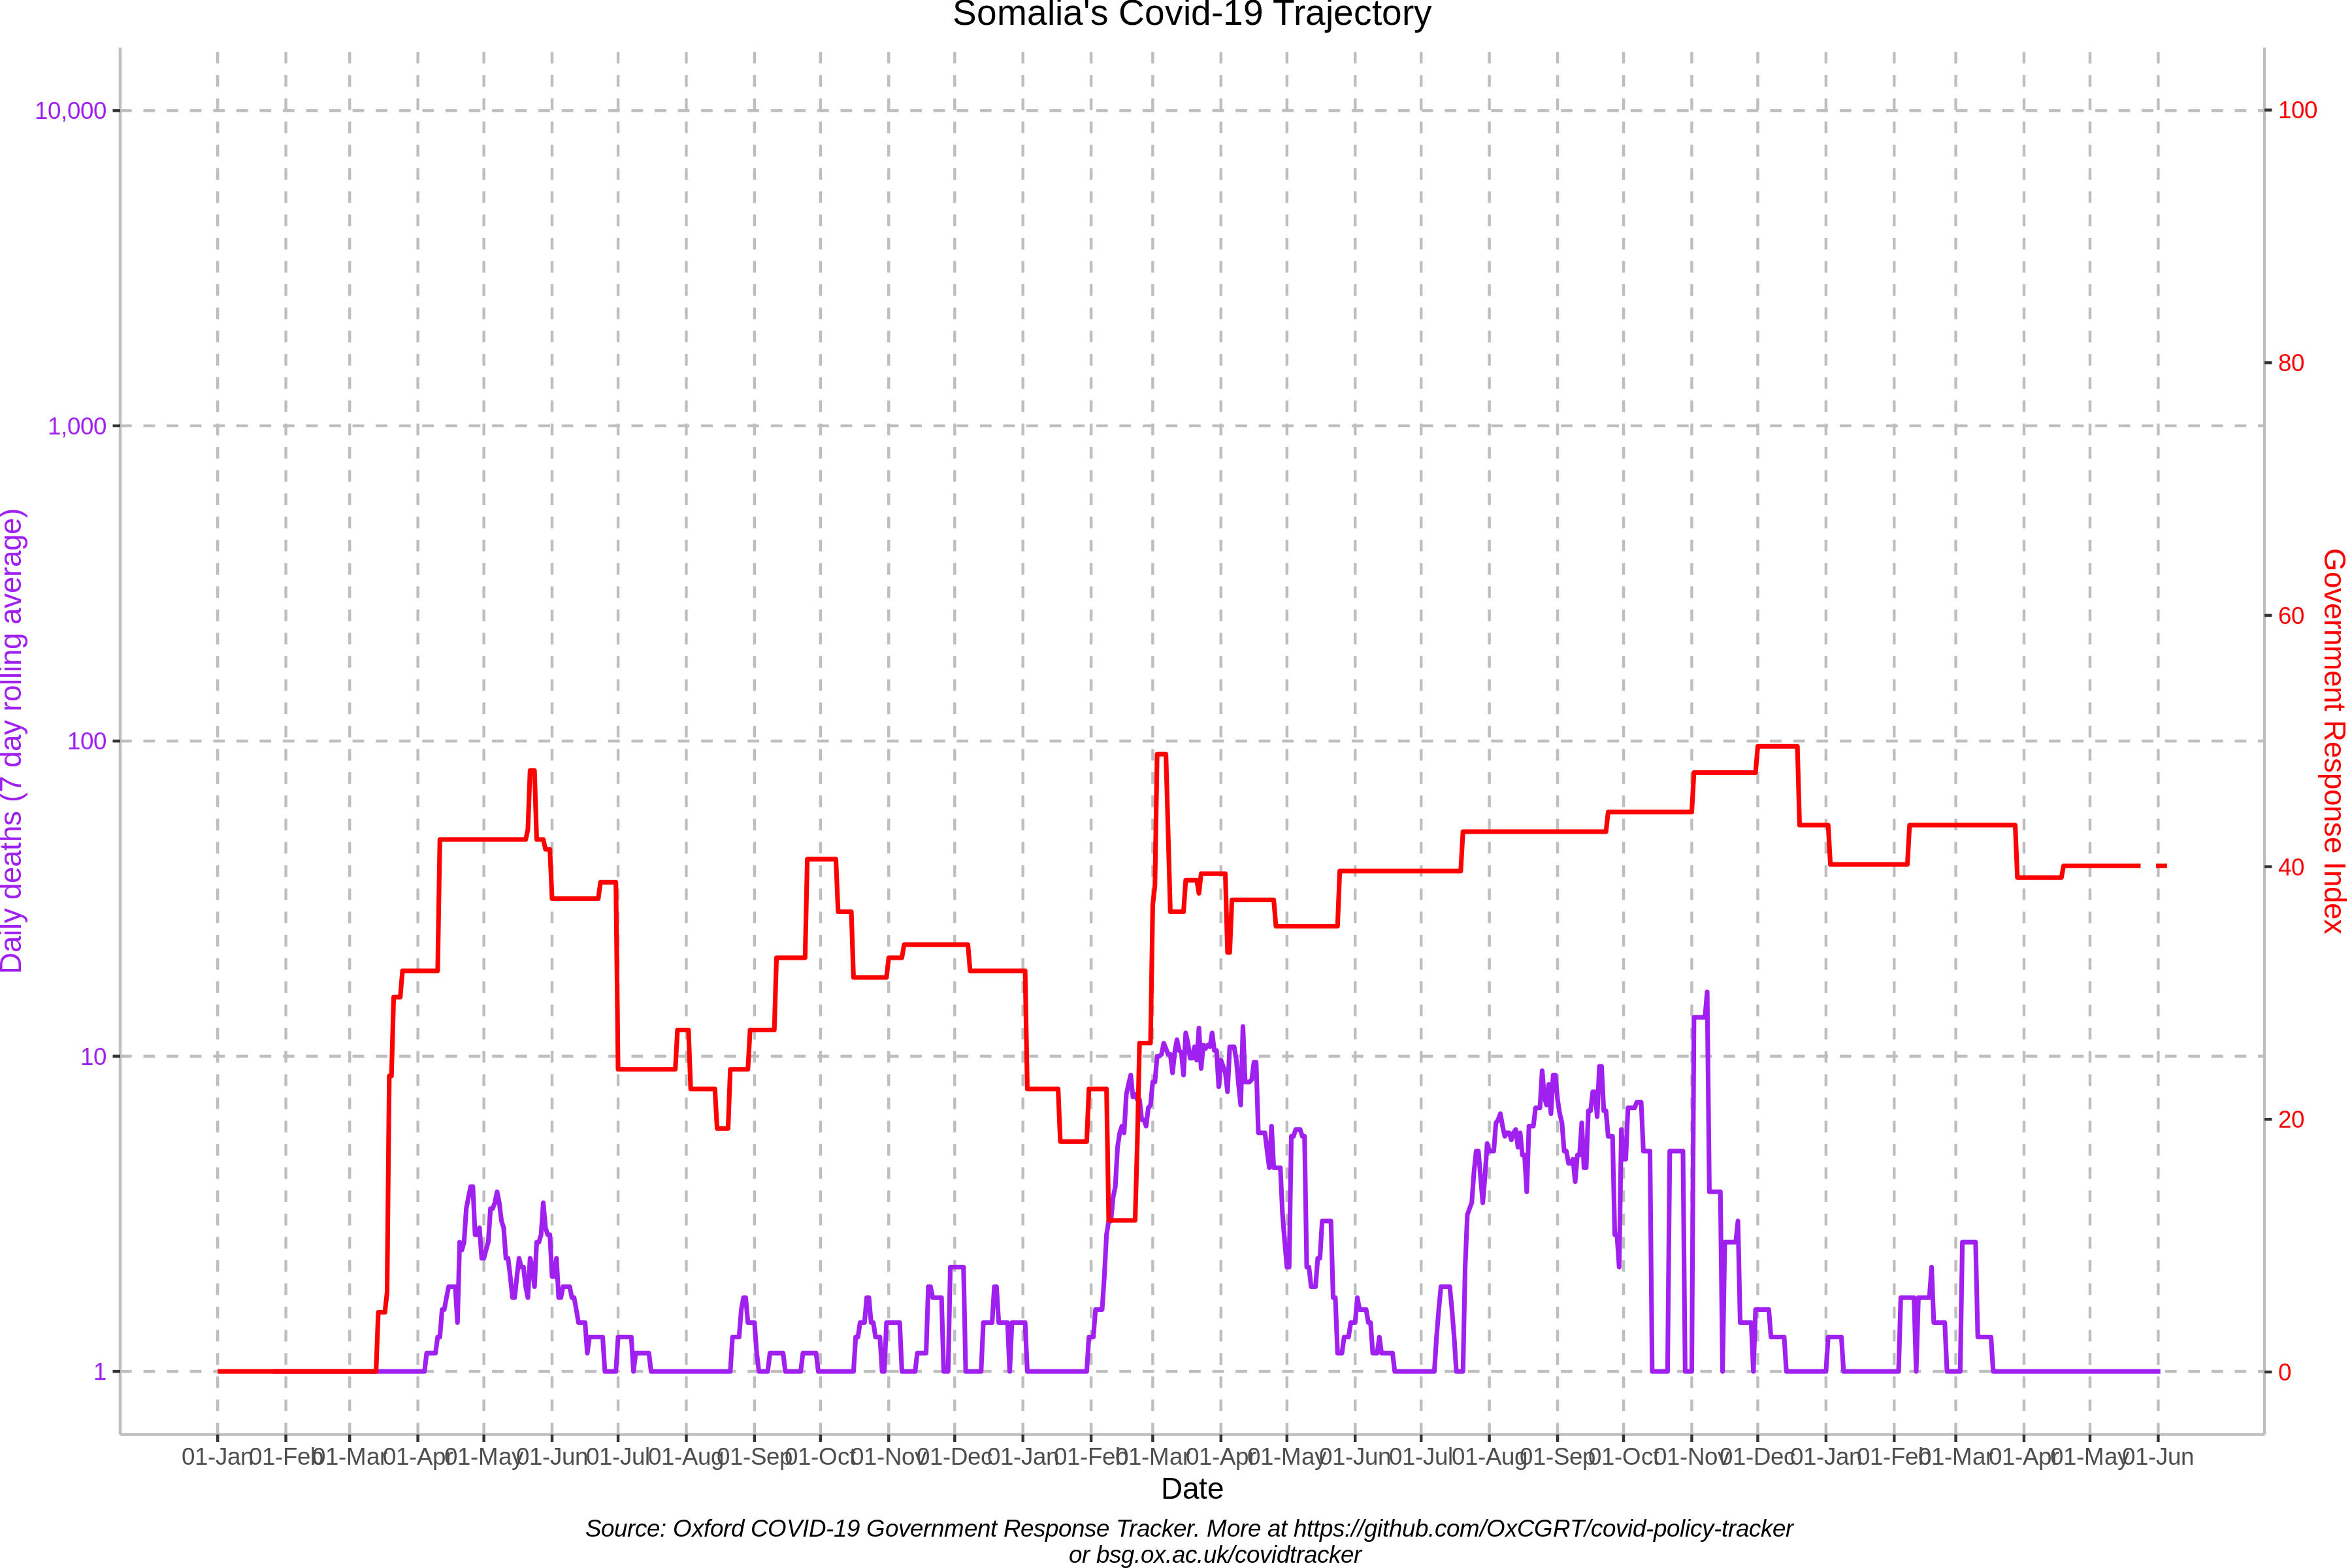 Somalia's Covid-19 Trajectory
10,000
1,000
100
10
1
Daily deaths (7 day rolling average)
100
80
60
40
20
0
Government Response Index
01-Jan 01-Feb 01-Mar 01-Apr 01-May 01-Jun 01-Jul 01-Aug 01-Sep 01-Oct 01-Nov 01-Dec 01-Jan 01-Feb 01-Mar 01-Apr 01-May 01-Jun 01-Jul 01-Aug 01-Sep 01-Oct 01-Nov 01-Dec 01-Jan 01-Feb 01-Mar 01-Apr 01-May 01-Jun
Date
Source: Oxford COVID-19 Government Response Tracker. More at https://github.com/OxCGRT/covid-policy-tracker
or bsg.ox.ac.uk/covidtracker